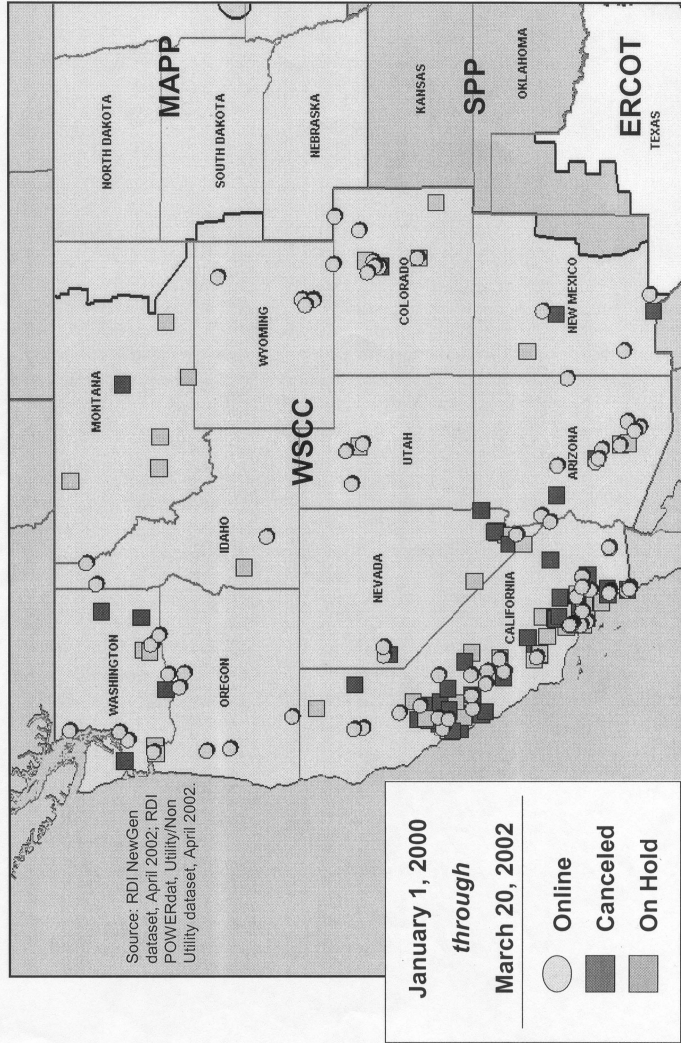 NORTH DAKOTA
MAPP
SOUTH DAKOTA
NEBRASKA
KANSAS
SPP
OKLAHOMA
ERCOT
TEXAS
MONTANA
WYOMING
COLORADO
NEW MEXICO
WSCC
UTAH
ARIZONA
IDAHO
NEVADA
CALIFORNIA
WASHINGTON
OREGON
Source: RDI NewGen
dataset, April 2002; RDI
POWERdat, Utility/Non
Utility dataset, April 2002.
January 1, 2000
through
March 20, 2002
Online
Canceled
On Hold